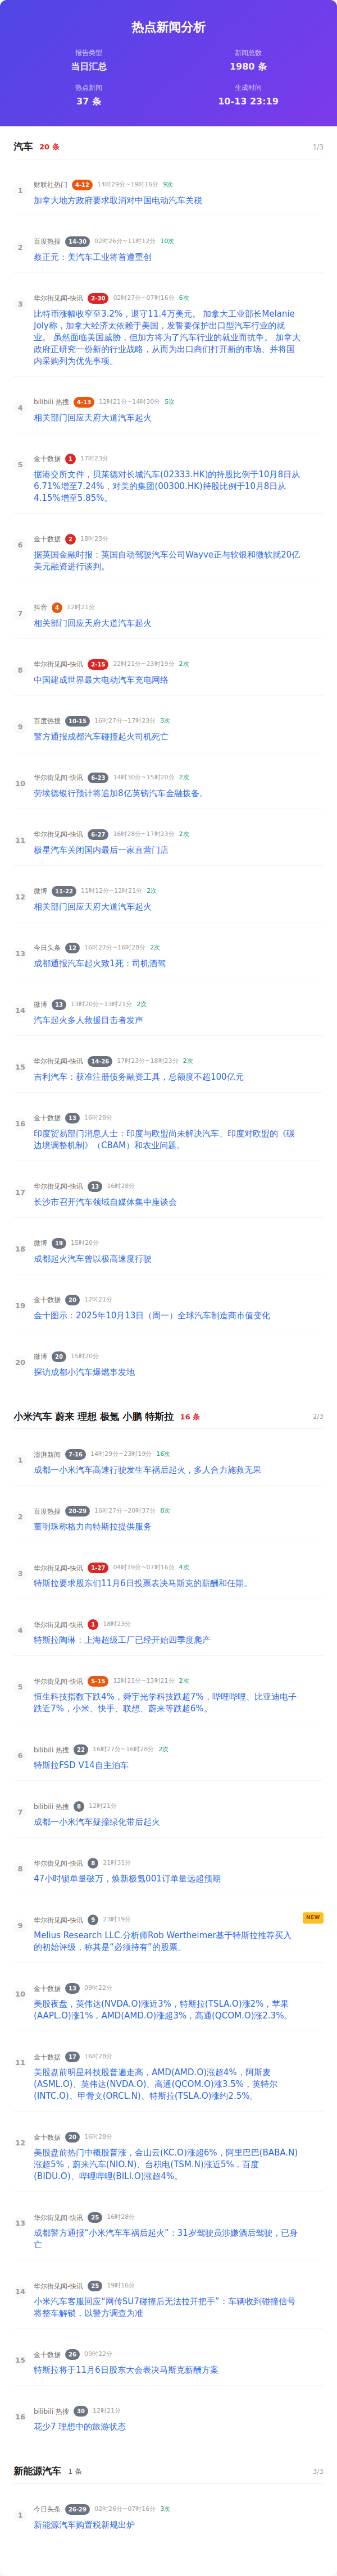 热点新闻分析
报告类型
当日汇总
新闻总数
1980 条
热点新闻
37 条
生成时间
10-13 23:19
汽车 20 条 1/3
1
财联社热门 4-12 14时29分~19时16分 9次
加拿大地方政府要求取消对中国电动汽车关税
2
百度热搜 14-30 02时26分~11时12分 10次
蔡正元：美汽车工业将首遭重创
3
华尔街见闻-快讯 2-30 02时27分~07时16分 6次
比特币涨幅收窄至3.2%，退守11.4万美元。 加拿大工业部长Melanie
Joly称，加拿大经济太依赖于美国，发誓要保护出口型汽车行业的就
业。 虽然面临美国威胁，但加方将为了汽车行业的就业而抗争。 加拿大
政府正研究一份新的行业战略，从而为出口商们打开新的市场、并将国
内采购列为优先事项。
4
bilibili 热搜 4-13 12时21分~14时30分 5次
相关部门回应天府大道汽车起火
5
金十数据 1 17时23分
据港交所文件，贝莱德对长城汽车(02333.HK)的持股比例于10月8日从
6.71%增至7.24%，对美的集团(00300.HK)持股比例于10月8日从
4.15%增至5.85%。
6
金十数据 2 18时23分
据英国金融时报：英国自动驾驶汽车公司Wayve正与软银和微软就20亿
美元融资进行谈判。
7
抖音 4 12时21分
相关部门回应天府大道汽车起火
8
华尔街见闻-快讯 2-15 22时21分~23时19分 2次
中国建成世界最大电动汽车充电网络
9
百度热搜 10-15 16时27分~17时23分 3次
警方通报成都汽车碰撞起火司机死亡
10
华尔街见闻-快讯 6-23 14时30分~15时20分 2次
劳埃德银行预计将追加8亿英镑汽车金融拨备。
11
华尔街见闻-快讯 6-27 16时28分~17时23分 2次
极星汽车关闭国内最后一家直营门店
12
微博 11-22 11时12分~12时21分 2次
相关部门回应天府大道汽车起火
13
今日头条 12 16时27分~16时28分 2次
成都通报汽车起火致1死：司机酒驾
14
微博 13 13时20分~13时21分 2次
汽车起火多人救援目击者发声
15
华尔街见闻-快讯 14-26 17时23分~18时23分 2次
吉利汽车：获准注册债务融资工具，总额度不超100亿元
16
金十数据 13 16时28分
印度贸易部门消息人士：印度与欧盟尚未解决汽车、印度对欧盟的《碳
边境调整机制》（CBAM）和农业问题。
17
华尔街见闻-快讯 13 16时28分
长沙市召开汽车领域自媒体集中座谈会
18
微博 19 15时20分
成都起火汽车曾以极高速度行驶
19
金十数据 20 12时21分
金十图示：2025年10月13日（周一）全球汽车制造商市值变化
20
微博 20 15时20分
探访成都小汽车爆燃事发地
小米汽车 蔚来 理想 极氪 小鹏 特斯拉 16 条 2/3
1
澎湃新闻 7-16 14时29分~23时19分 16次
成都一小米汽车高速行驶发生车祸后起火，多人合力施救无果
2
百度热搜 20-29 16时27分~20时37分 8次
董明珠称格力向特斯拉提供服务
3
华尔街见闻-快讯 1-27 04时19分~07时16分 4次
特斯拉要求股东们11月6日投票表决马斯克的薪酬和任期。
4
华尔街见闻-快讯 1 18时23分
特斯拉陶琳：上海超级工厂已经开始四季度爬产
5
华尔街见闻-快讯 5-15 12时21分~13时21分 2次
恒生科技指数下跌4%，舜宇光学科技跌超7%，哔哩哔哩、比亚迪电子
跌近7%，小米、快手、联想、蔚来等跌超6%。
6
bilibili 热搜 22 16时27分~16时28分 2次
特斯拉FSD V14自主泊车
7
bilibili 热搜 8 12时21分
成都一小米汽车疑撞绿化带后起火
8
华尔街见闻-快讯 8 21时31分
47小时锁单量破万，焕新极氪001订单量远超预期
9
华尔街见闻-快讯 9 23时19分 NEW
Melius Research LLC.分析师Rob Wertheimer基于特斯拉推荐买入
的初始评级，称其是“必须持有”的股票。
10
金十数据 13 09时22分
美股夜盘，英伟达(NVDA.O)涨近3%，特斯拉(TSLA.O)涨2%，苹果
(AAPL.O)涨1%，AMD(AMD.O)涨超3%，高通(QCOM.O)涨2.3%。
11
金十数据 17 16时28分
美股盘前明星科技股普遍走高，AMD(AMD.O)涨超4%，阿斯麦
(ASML.O)、英伟达(NVDA.O)、高通(QCOM.O)涨3.5%，英特尔
(INTC.O)、甲骨文(ORCL.N)、特斯拉(TSLA.O)涨约2.5%。
12
金十数据 20 16时28分
美股盘前热门中概股普涨，金山云(KC.O)涨超6%，阿里巴巴(BABA.N)
涨超5%，蔚来汽车(NIO.N)、台积电(TSM.N)涨近5%，百度
(BIDU.O)、哔哩哔哩(BILI.O)涨超4%。
13
华尔街见闻-快讯 25 16时28分
成都警方通报“小米汽车车祸后起火”：31岁驾驶员涉嫌酒后驾驶，已身
亡
14
华尔街见闻-快讯 25 19时16分
小米汽车客服回应“网传SU7碰撞后无法拉开把手”：车辆收到碰撞信号
将整车解锁，以警方调查为准
15
金十数据 26 09时22分
特斯拉将于11月6日股东大会表决马斯克薪酬方案
16
bilibili 热搜 30 12时21分
花少7 理想中的旅游状态
新能源汽车 1 条 3/3
1
今日头条 26-29 02时26分~07时16分 3次
新能源汽车购置税新规出炉